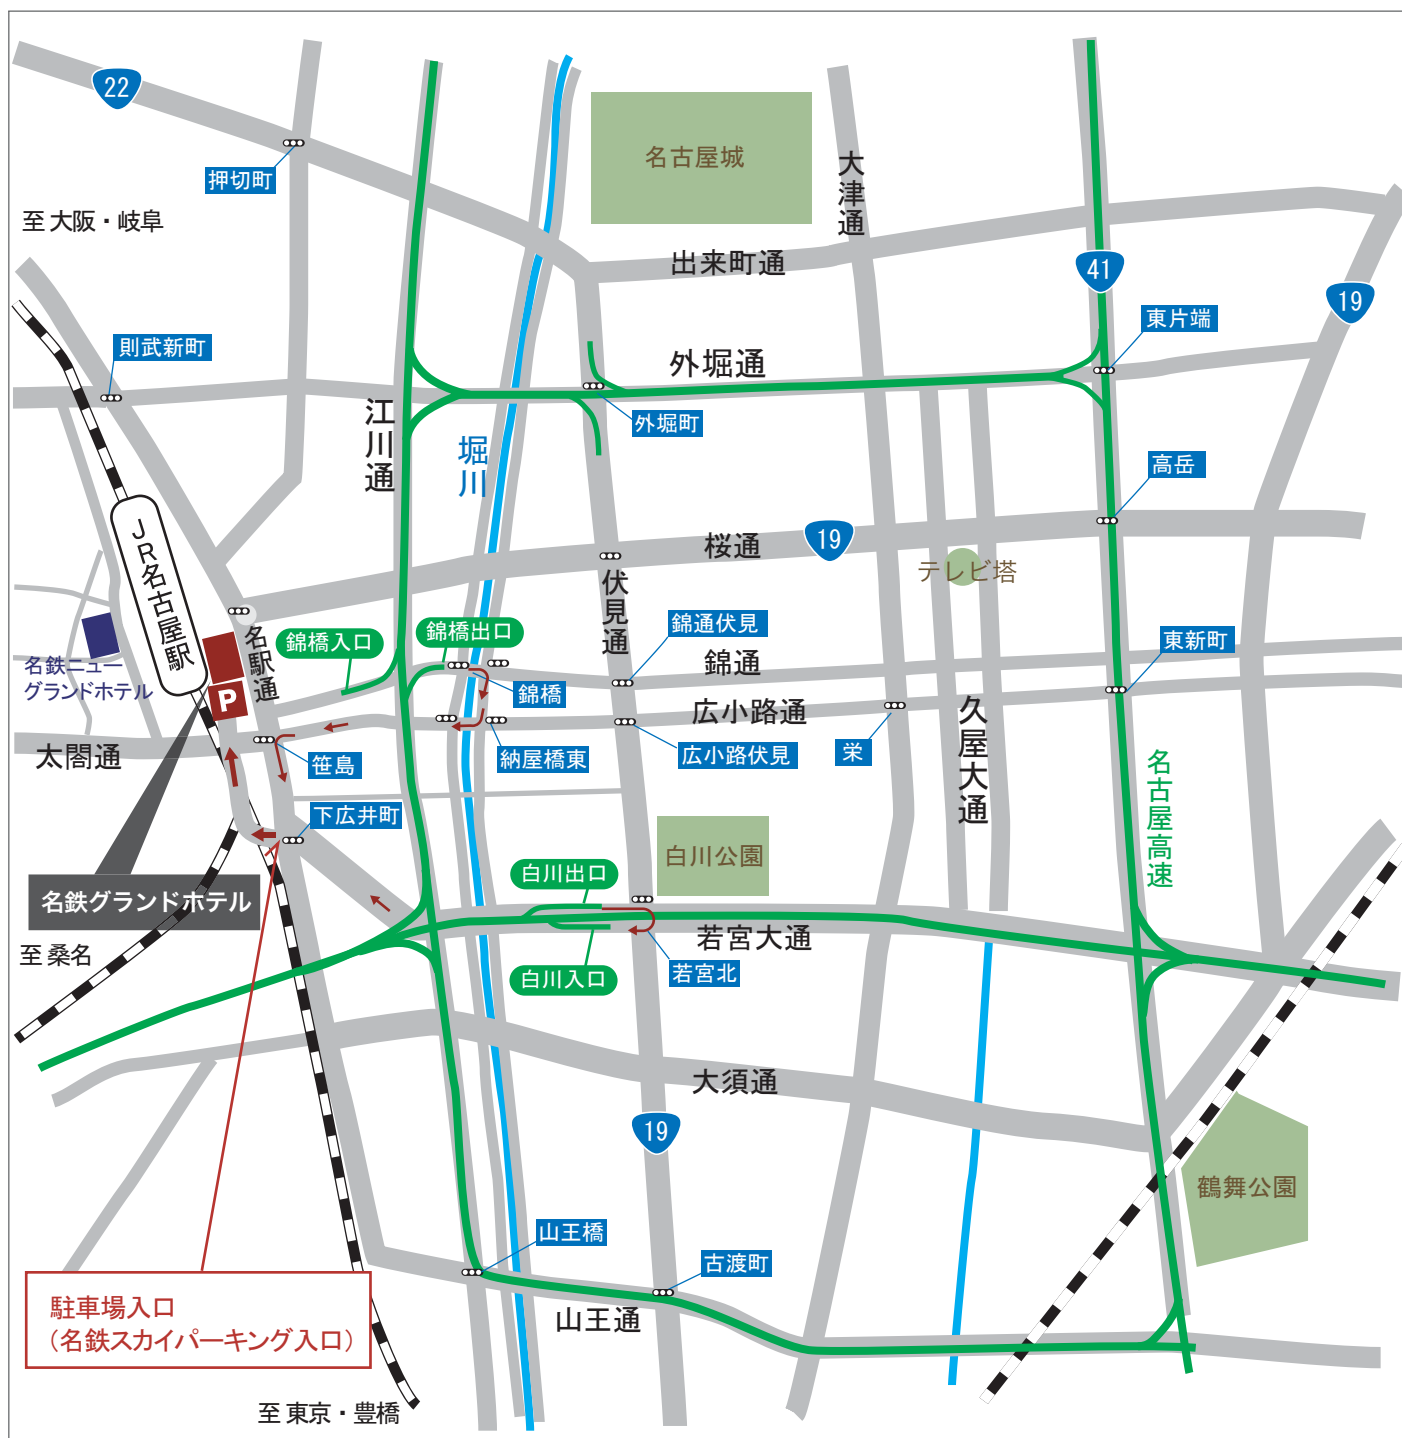 22
名古屋城
大津通
押切町
至 大阪・岐阜
出来町通
41
19
則武新町
東片端
外堀通
江川通
外堀町
堀川
高岳
桜通
19
JR名古屋駅
テレビ塔
伏見通
錦橋出口
錦通伏見
錦橋入口
名駅通
東新町
名鉄ニュー
グランドホテル
錦通
錦橋
P
広小路通
久屋大通
太閤通
笹島
納屋橋東
広小路伏見
栄
名古屋高速
下広井町
白川公園
白川出口
名鉄グランドホテル
若宮大通
至 桑名
白川入口
若宮北
大須通
19
鶴舞公園
山王橋
古渡町
駐車場入口
(名鉄スカイパーキング入口)
山王通
至 東京・豊橋